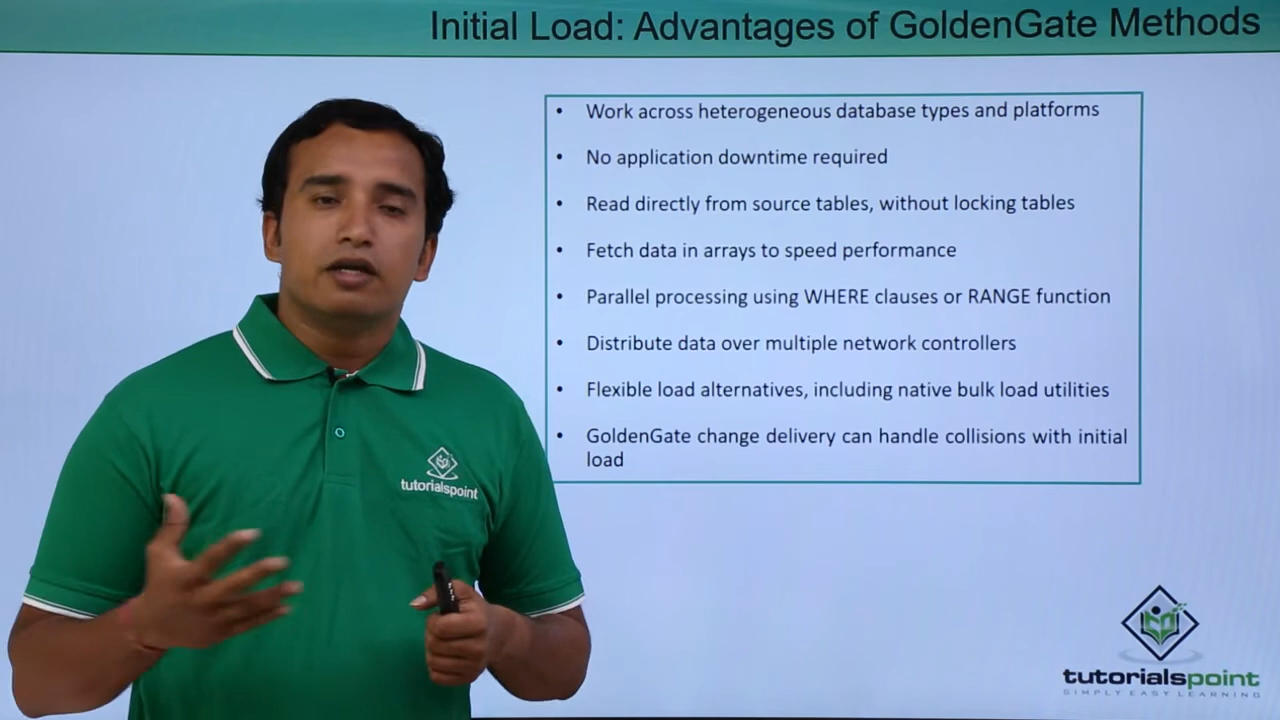 Initial Load: Advantages of GoldenGate Methods
• Work across heterogeneous database types and platforms
• No application downtime required
• Read directly from source tables, without locking tables
• Fetch data in arrays to speed performance
• Parallel processing using WHERE clauses or RANGE function
• Distribute data over multiple network controllers
• Flexible load alternatives, including native bulk load utilities
• GoldenGate change delivery can handle collisions with initial
load
tutorialspoint
tutorialspoint
SIMPLY EASY LEARNING